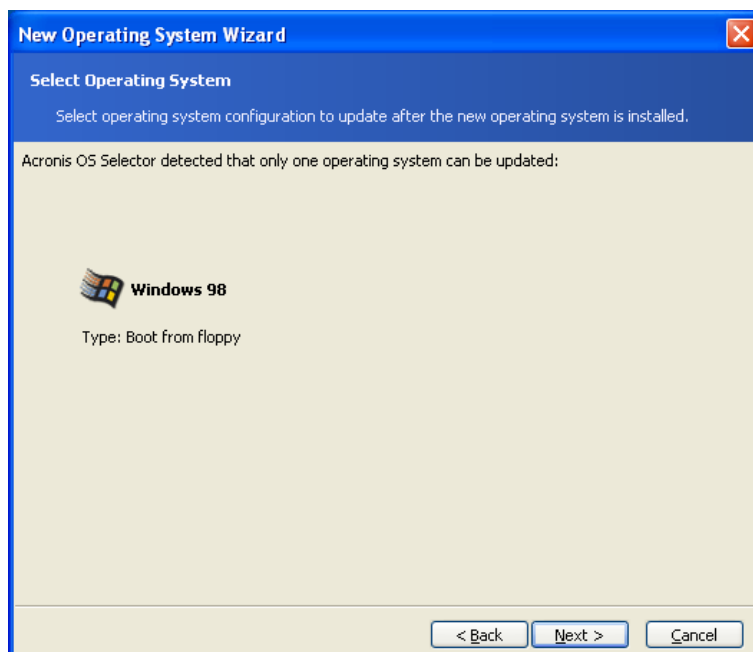 New Operating System Wizard
Select Operating System
Select operating system configuration to update after the new operating system is installed.
Acronis OS Selector detected that only one operating system can be updated:
Windows 98
Type: Boot from floppy
< Back Next > Cancel